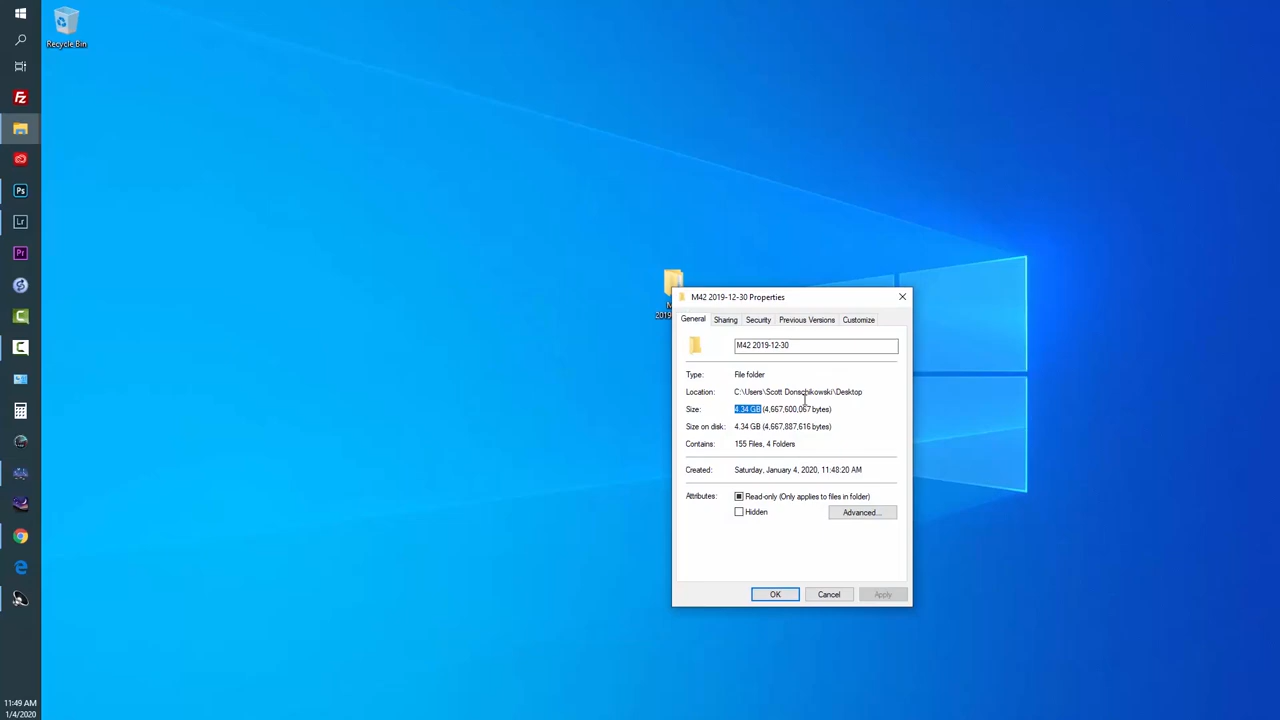 Recycle Bin
Fz
Ps
Lr
Pr
M42 2019-12-30 Properties
General
Sharing
Security
Previous Versions
Customize
M42 2019-12-30
Type:
File folder
Location:
C:\Users\Scott Donschikowski\Desktop
Size:
4.34 GB (4,667,600,067 bytes)
Size on disk:
4.34 GB (4,667,887,616 bytes)
Contains:
155 Files, 4 Folders
Created:
Saturday, January 4, 2020, 11:48:20 AM
Attributes:
Read-only (Only applies to files in folder)
Hidden
Advanced...
OK
Cancel
Apply
11:49 AM
1/4/2020